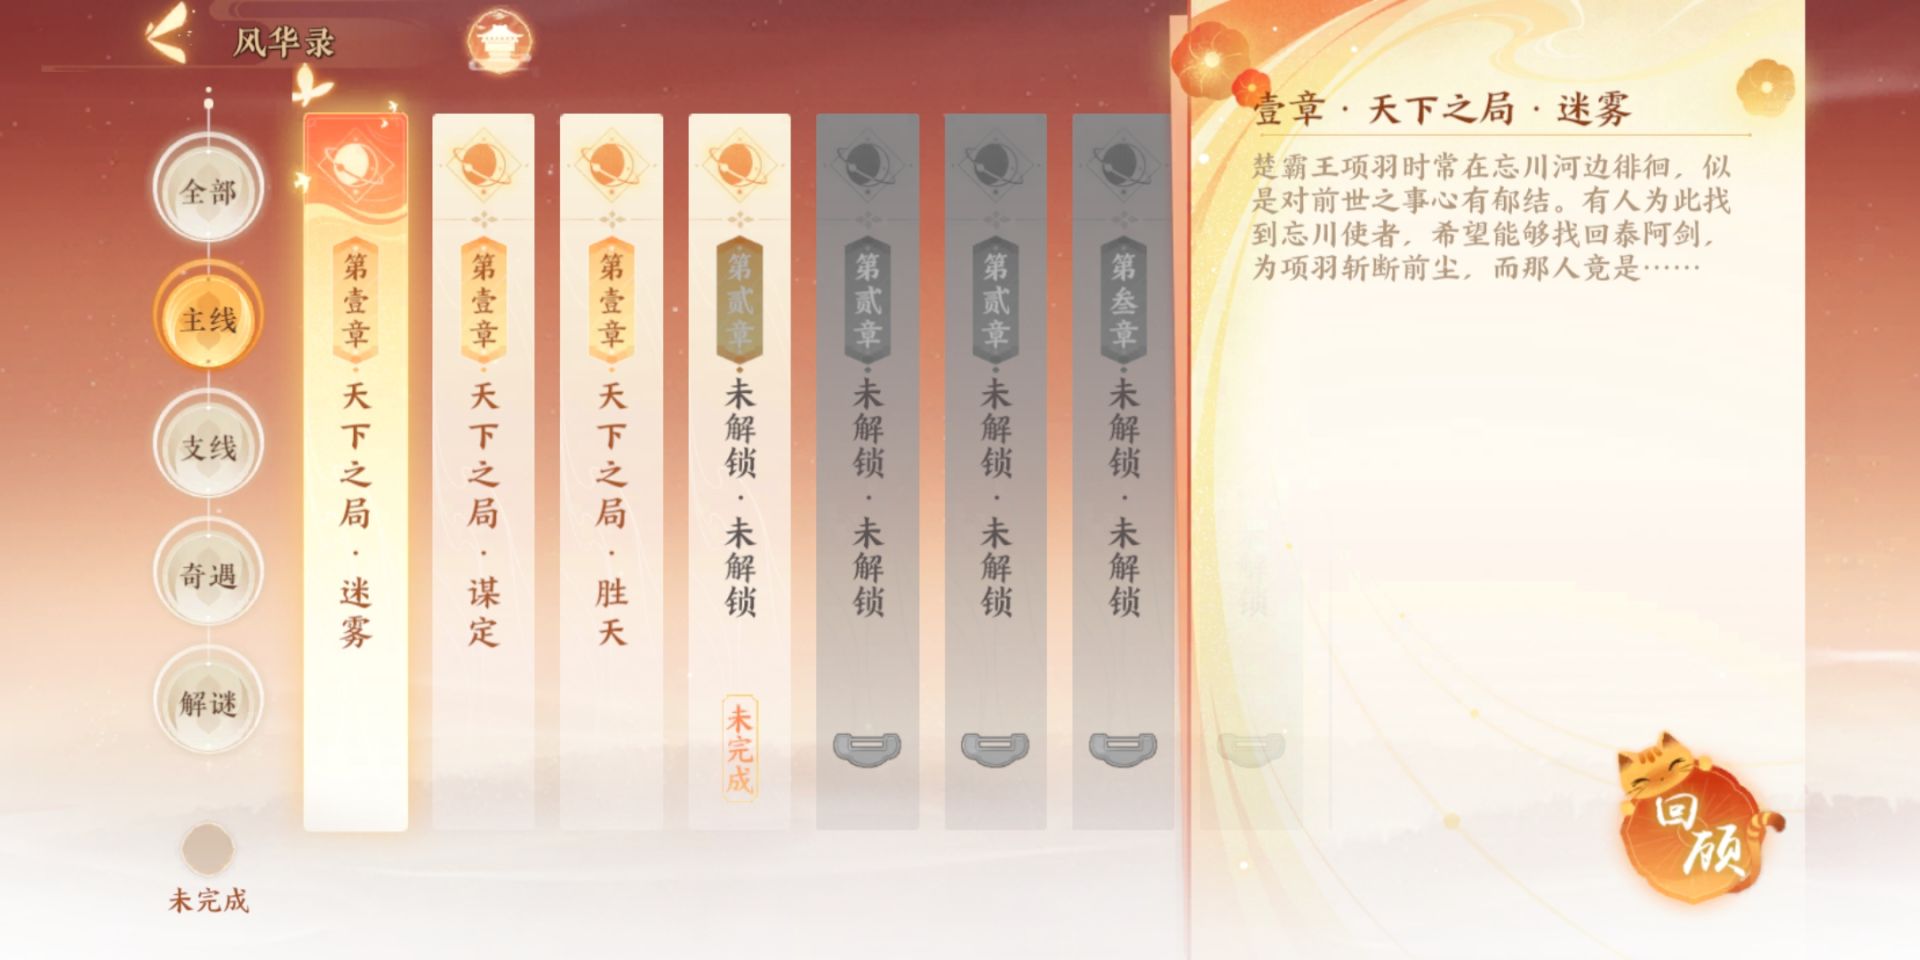 风华录
全部
主线
支线
奇遇
解谜
未完成
第壹章
天下之局·迷雾
第壹章
天下之局·谋定
第壹章
天下之局·胜天
第贰章
未解锁·未解锁
未完成
第贰章
未解锁·未解锁
第贰章
未解锁·未解锁
第叁章
未解锁·未解锁
壹章·天下之局·迷雾
楚霸王项羽时常在忘川河边徘徊，似
是对前世之事心有郁结。有人为此找
到忘川使者，希望能够找回泰阿剑，
为项羽斩断前尘，而那人竟是……
回顾